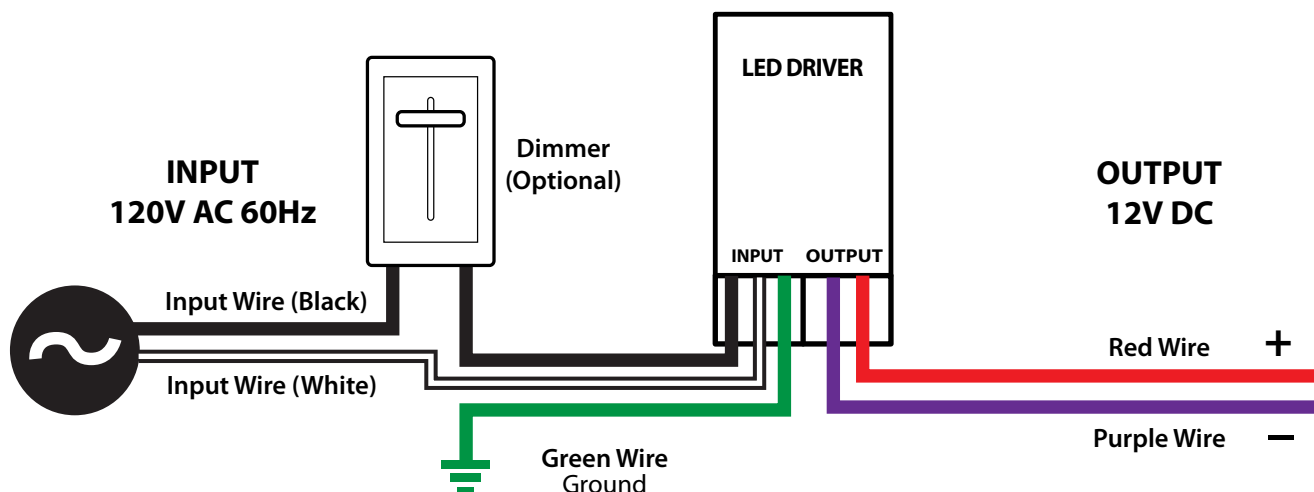 LED DRIVER
Dimmer
(Optional)
INPUT
120V AC 60Hz
OUTPUT
12V DC
INPUT OUTPUT
Input Wire (Black)
Input Wire (White)
Red Wire +
Purple Wire −
Green Wire
Ground